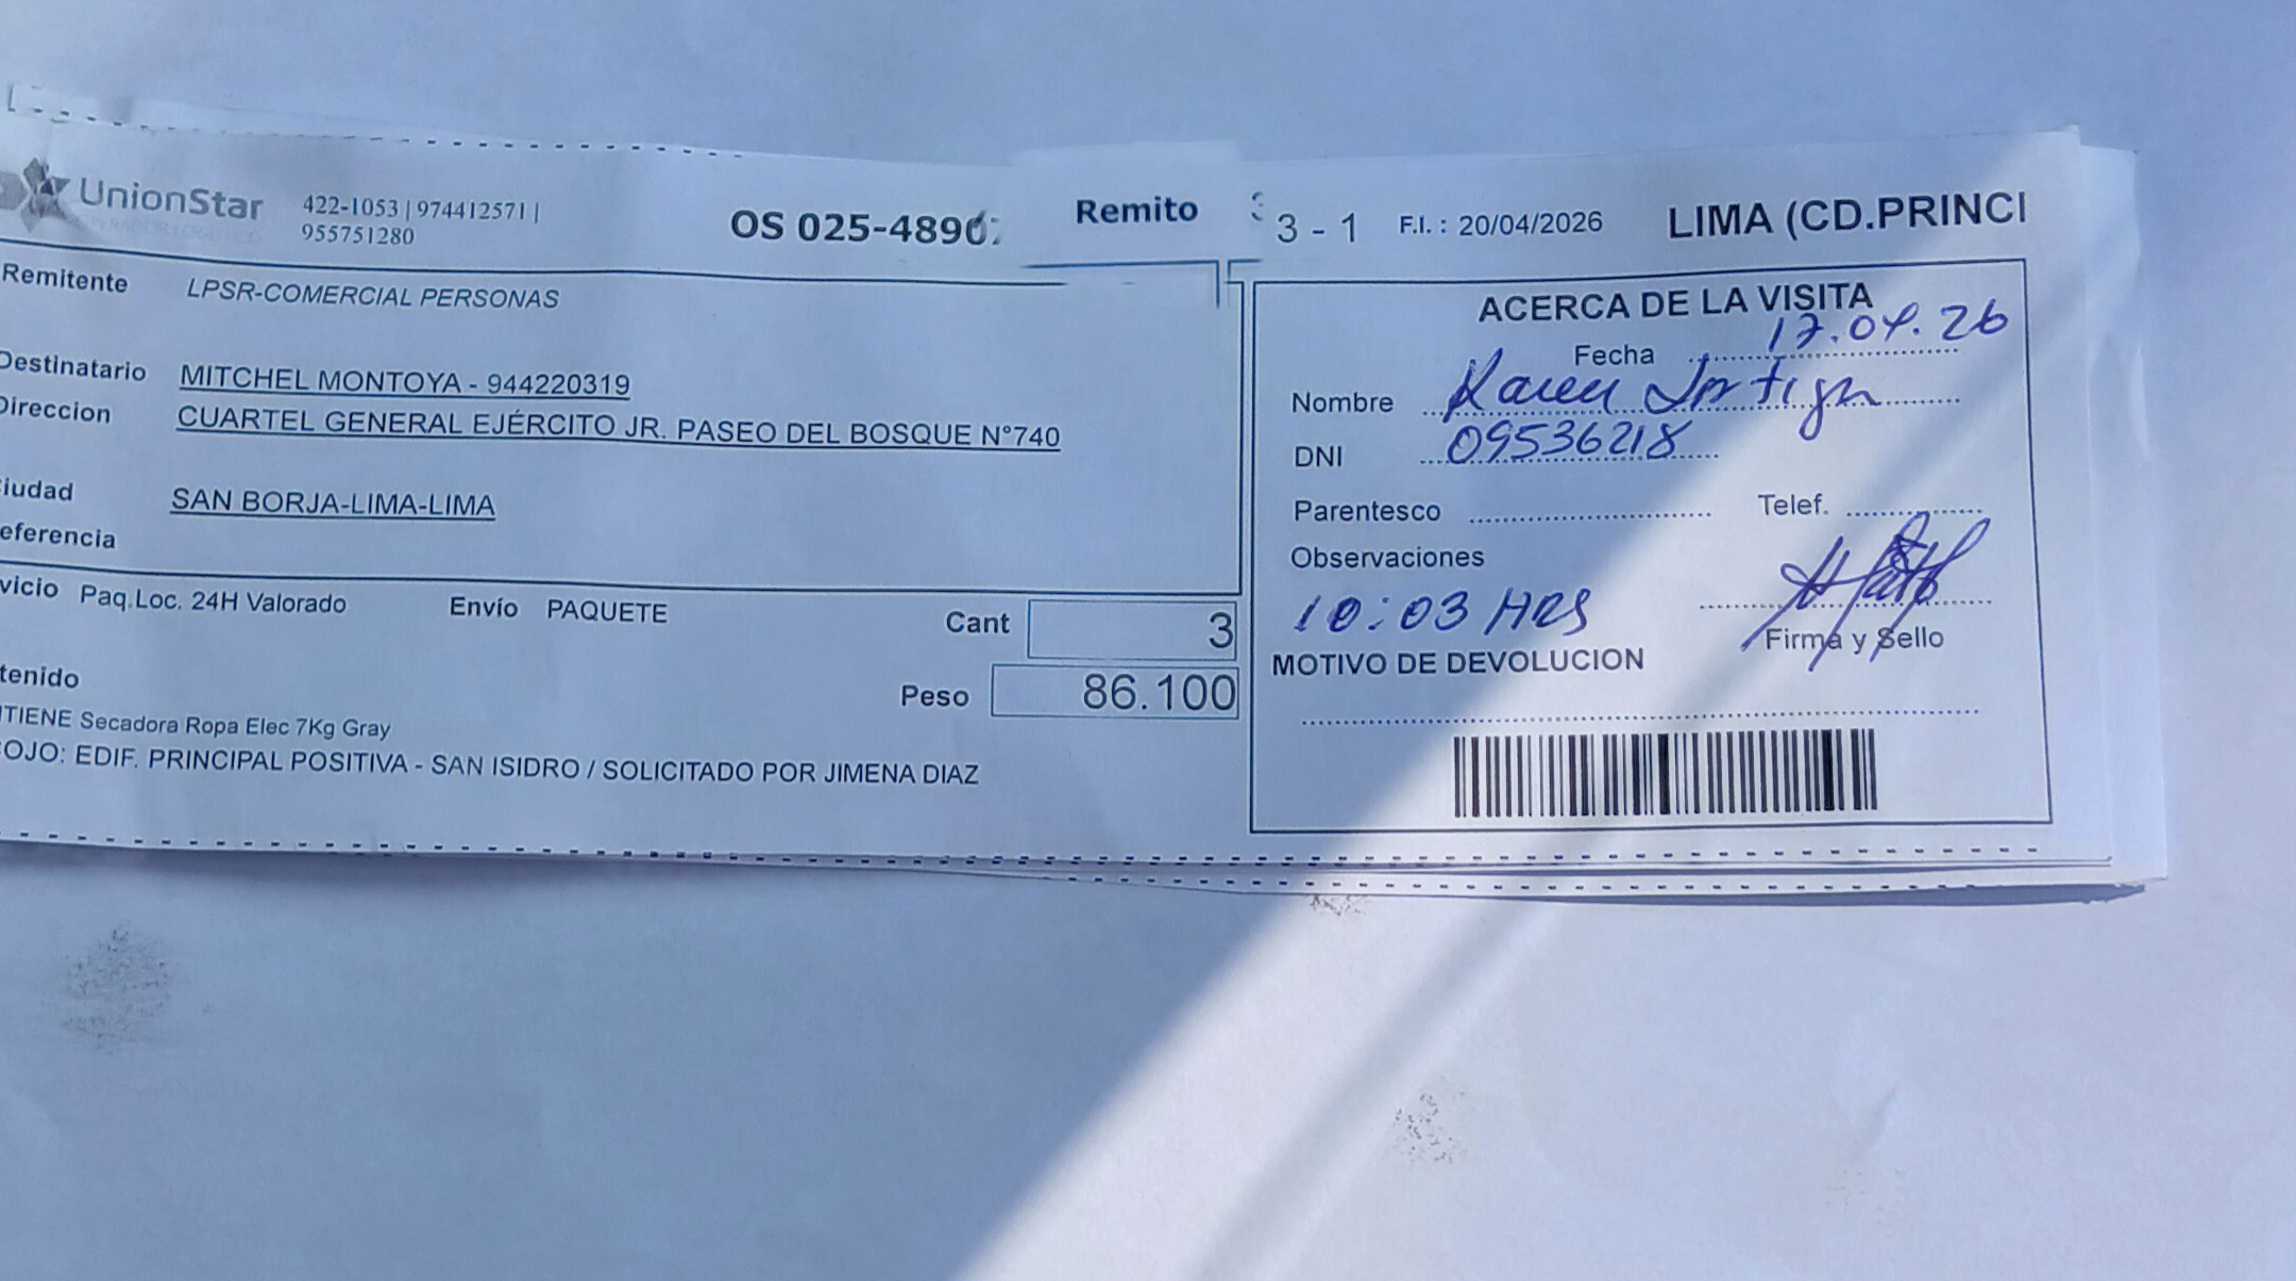 UnionStar
422-1053 | 974412571 |
955751280
OS 025-4890
Remito
3 - 1
F.I. : 20/04/2026
LIMA (CD.PRINCI
Remitente LPSR-COMERCIAL PERSONAS
Destinatario MITCHEL MONTOYA - 944220319
Direccion CUARTEL GENERAL EJÉRCITO JR. PASEO DEL BOSQUE N°740
iudad SAN BORJA-LIMA-LIMA
eferencia
vicio Paq.Loc. 24H Valorado Envío PAQUETE Cant 3
Peso 86.100
tenido
TIENE Secadora Ropa Elec 7Kg Gray
OJO: EDIF. PRINCIPAL POSITIVA - SAN ISIDRO / SOLICITADO POR JIMENA DIAZ
ACERCA DE LA VISITA
Fecha 17.04.26
Nombre Karen
DNI 09536218
Parentesco Telef.
Observaciones
10:03 HRS
Firma y Sello
MOTIVO DE DEVOLUCION